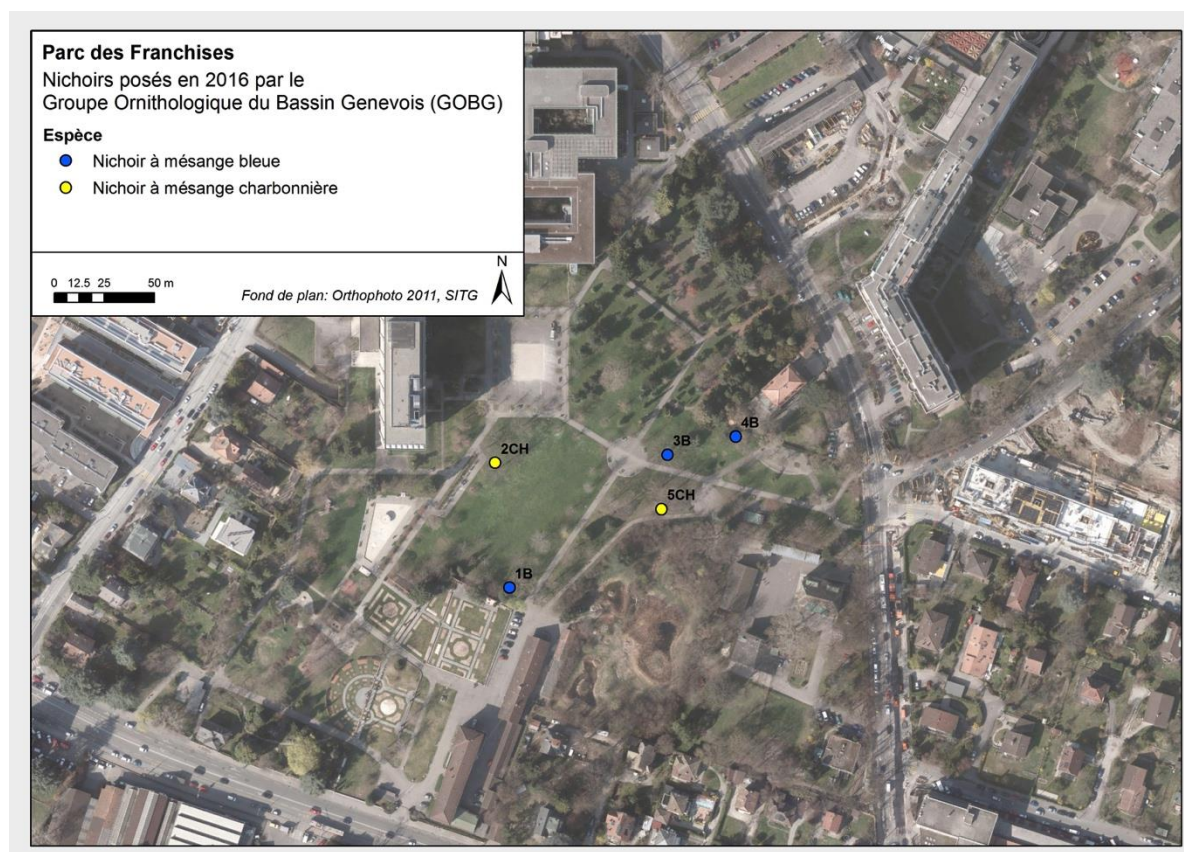 Parc des Franchises
Nichoirs posés en 2016 par le
Groupe Ornithologique du Bassin Genevois (GOBG)
Espèce
Nichoir à mésange bleue
Nichoir à mésange charbonnière
N
0 12.5 25 50 m
Fond de plan: Orthophoto 2011, SITG
4B
3B
2CH
5CH
1B